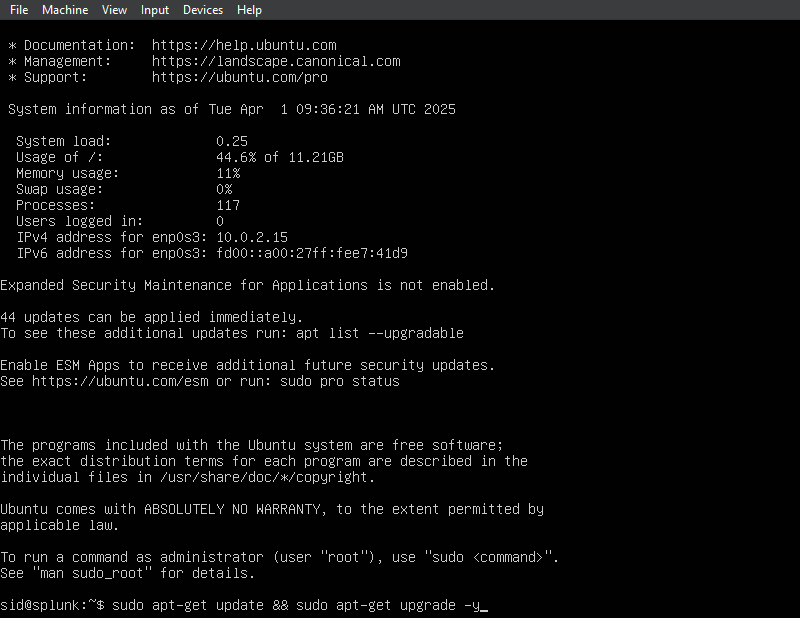 File Machine View Input Devices Help
* Documentation: https://help.ubuntu.com
* Management: https://landscape.canonical.com
* Support: https://ubuntu.com/pro
System information as of Tue Apr 1 09:36:21 AM UTC 2025
System load: 0.25
Usage of /: 44.6% of 11.21GB
Memory usage: 11%
Swap usage: 0%
Processes: 117
Users logged in: 0
IPv4 address for enp0s3: 10.0.2.15
IPv6 address for enp0s3: fd00::a00:27ff:fee7:41d9
Expanded Security Maintenance for Applications is not enabled.
44 updates can be applied immediately.
To see these additional updates run: apt list --upgradable
Enable ESM Apps to receive additional future security updates.
See https://ubuntu.com/esm or run: sudo pro status
The programs included with the Ubuntu system are free software;
the exact distribution terms for each program are described in the
individual files in /usr/share/doc/*/copyright.
Ubuntu comes with ABSOLUTELY NO WARRANTY, to the extent permitted by
applicable law.
To run a command as administrator (user "root"), use "sudo <command>".
See "man sudo_root" for details.
sid@splunk:~$ sudo apt-get update && sudo apt-get upgrade -y_